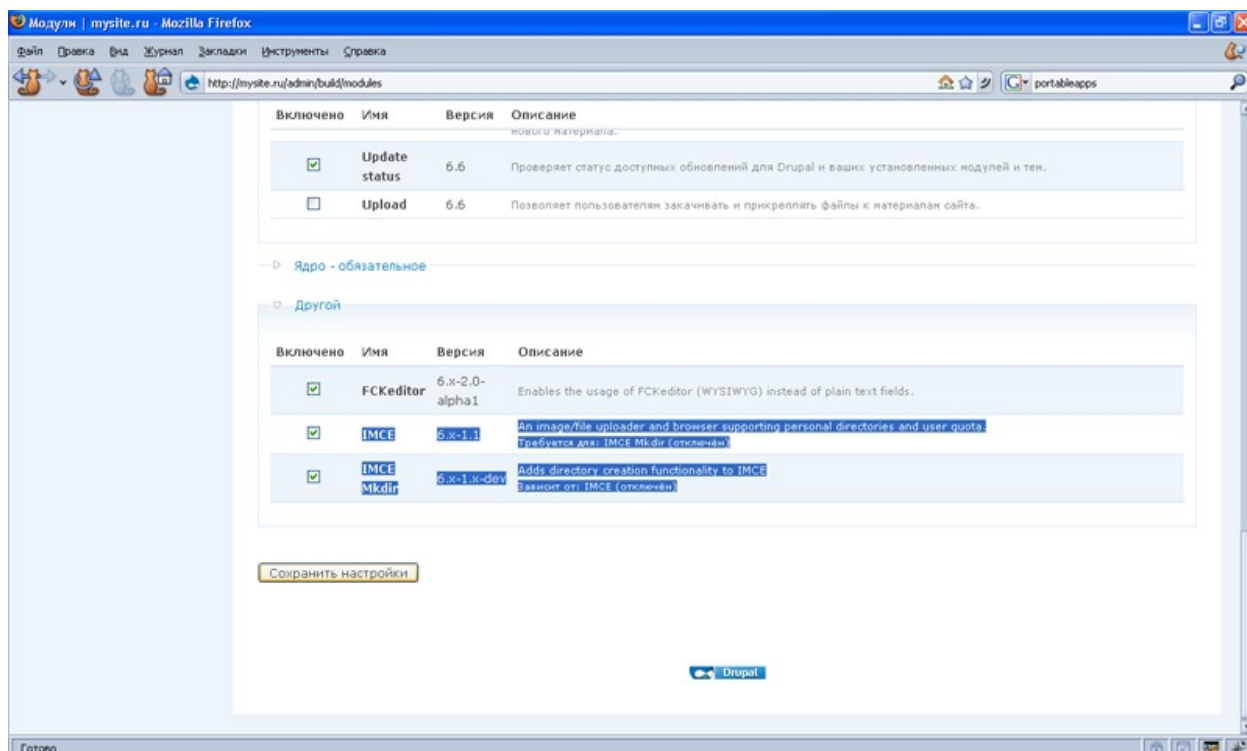 Модули | mysite.ru - Mozilla Firefox
Файл Правка Вид Журнал Закладки Инструменты Справка
http://mysite.ru/admin/build/modules portableapps
Включено Имя Версия Описание
нового материала.
Update status 6.6 Проверяет статус доступных обновлений для Drupal и ваших установленных модулей и тем.
Upload 6.6 Позволяет пользователям закачивать и прикреплять файлы к материалам сайта.
Ядро - обязательное
Другой
Включено Имя Версия Описание
FCKeditor 6.x-2.0-alpha1 Enables the usage of FCKeditor (WYSIWYG) instead of plain text fields.
IMCE 6.x-1.1 An image/file uploader and browser supporting personal directories and user quota.
Требуется для: IMCE Mkdir (отключён)
IMCE Mkdir 6.x-1.x-dev Adds directory creation functionality to IMCE
Зависит от: IMCE (отключён)
Сохранить настройки
Drupal
Готово